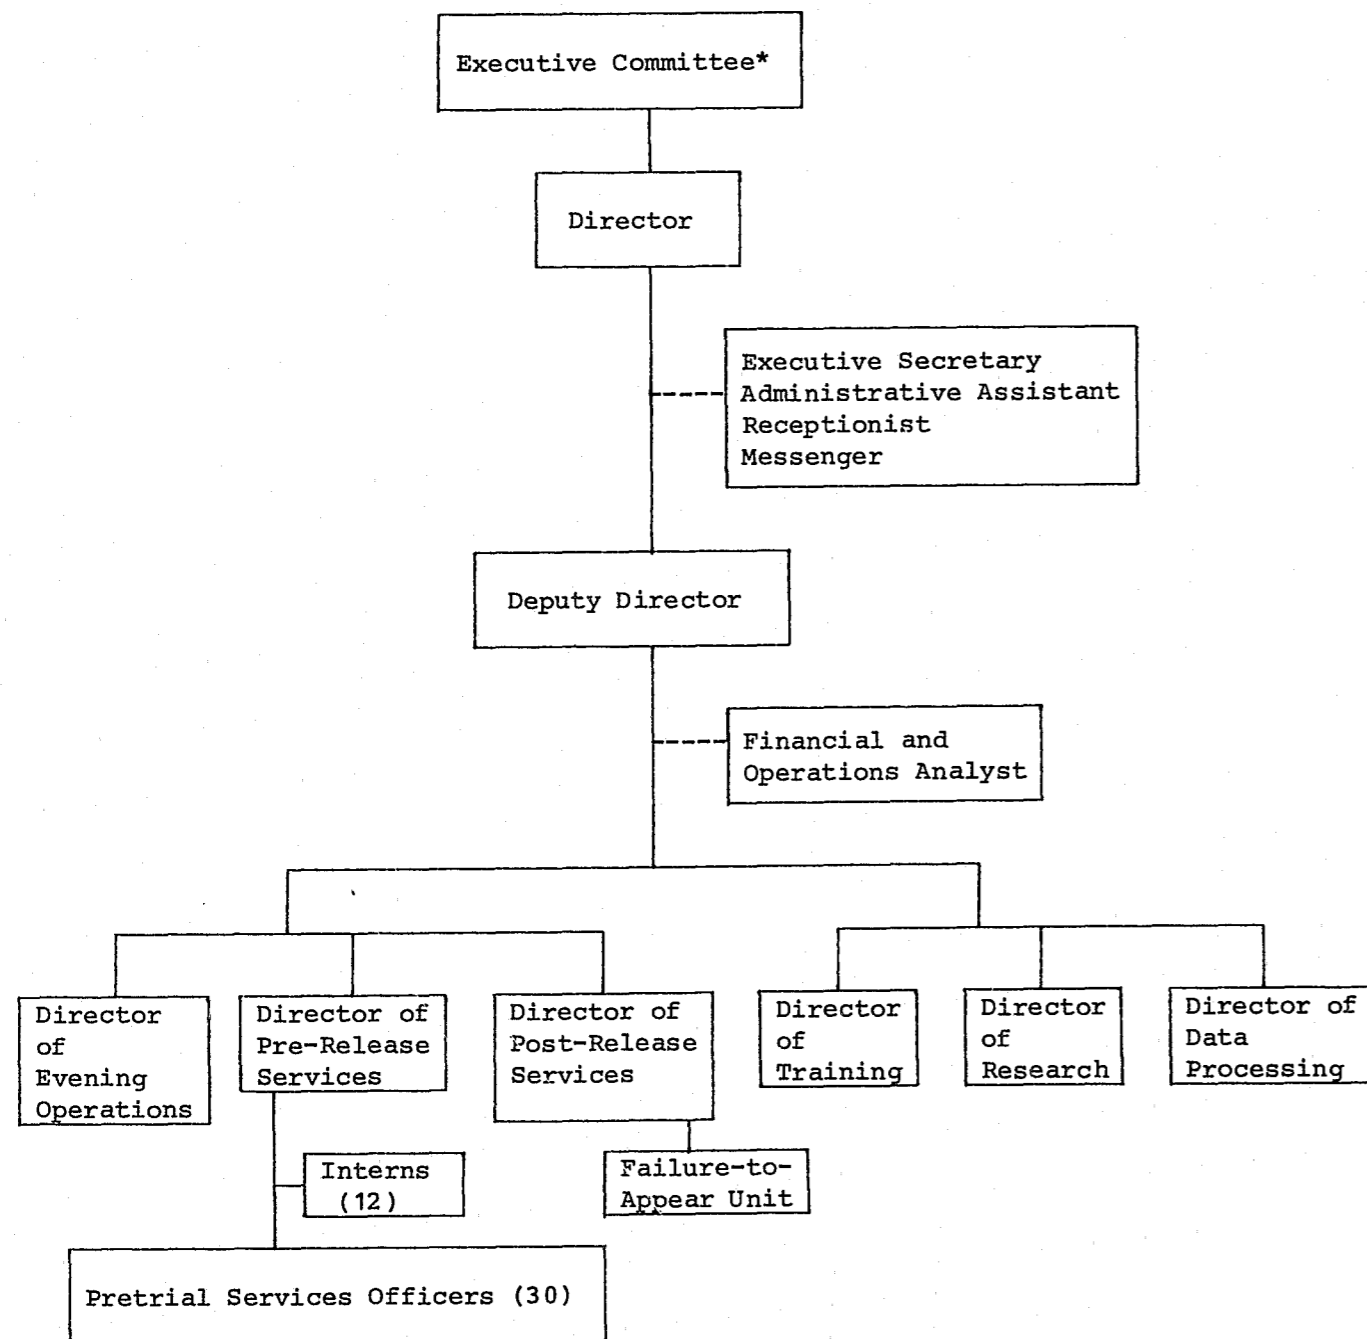 Executive Committee*
Director
Executive Secretary
Administrative Assistant
Receptionist
Messenger
Deputy Director
Financial and
Operations Analyst
Director
of
Evening
Operations
Director of
Pre-Release
Services
Director of
Post-Release
Services
Director
of
Training
Director
of
Research
Director of
Data
Processing
Interns
(12)
Failure-to-
Appear Unit
Pretrial Services Officers (30)